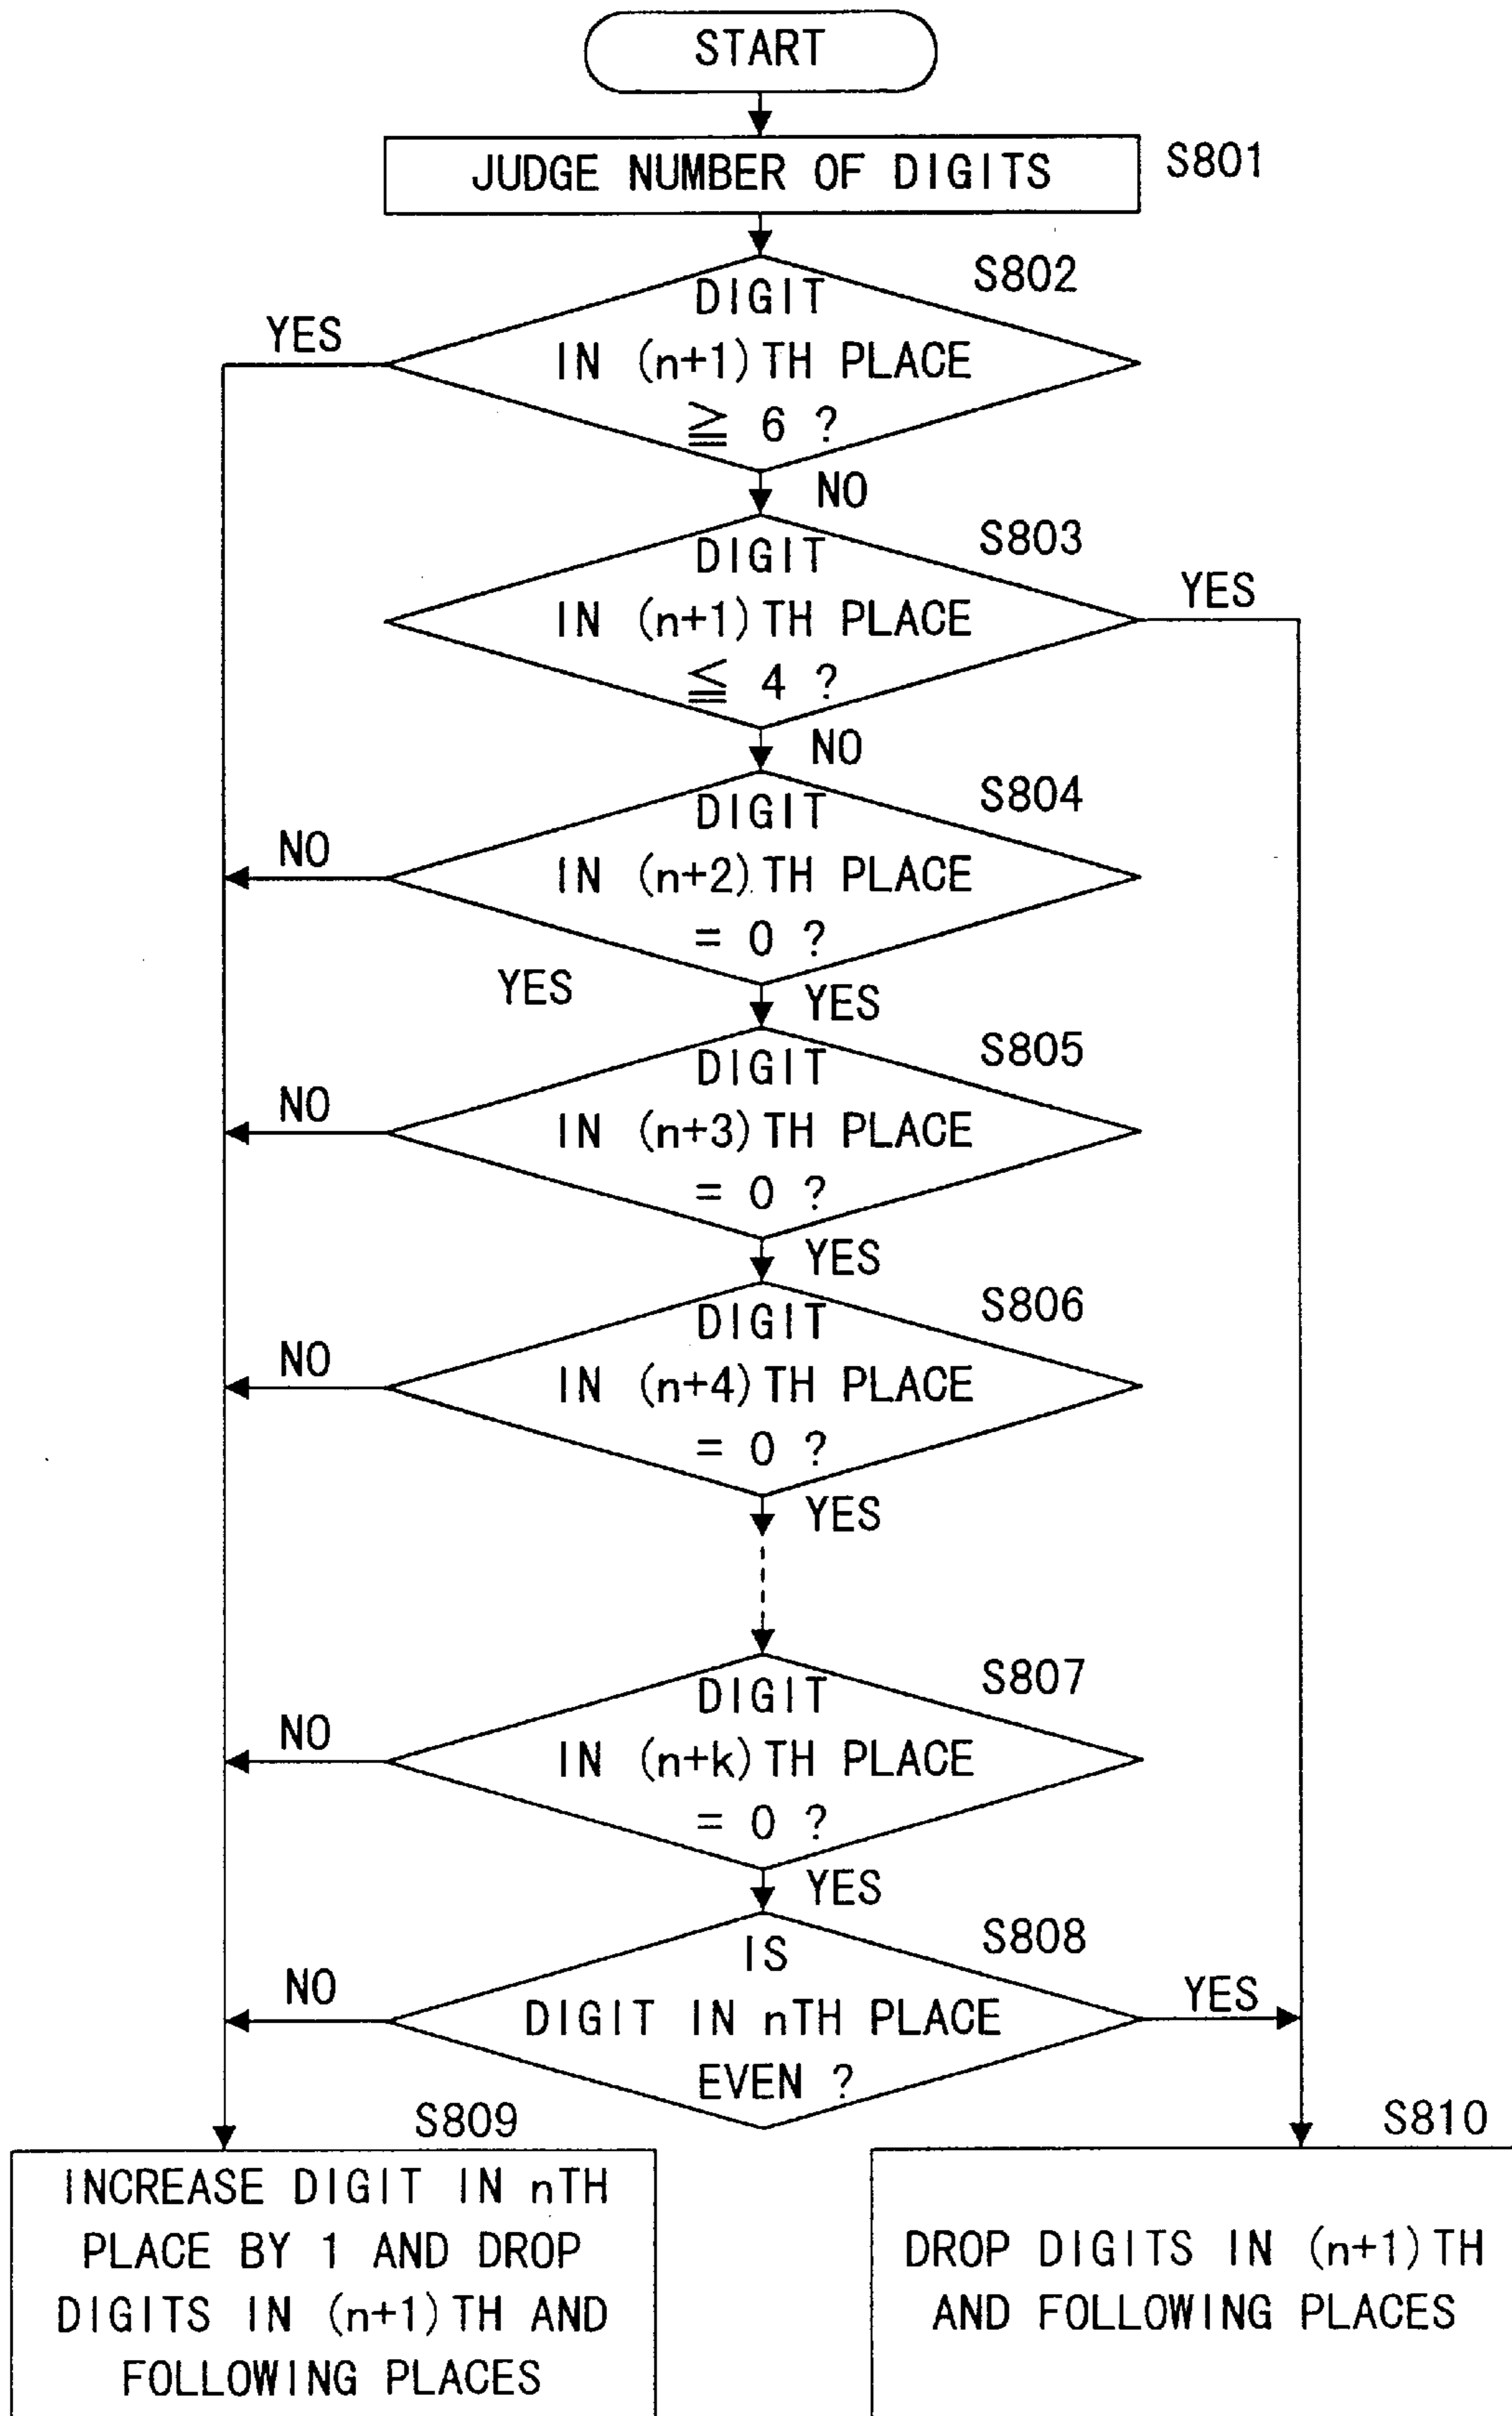 START
JUDGE NUMBER OF DIGITS
S801
S802
DIGIT
IN (n+1)TH PLACE
≧ 6 ?
YES
NO
S803
DIGIT
IN (n+1)TH PLACE
≦ 4 ?
YES
NO
S804
DIGIT
IN (n+2)TH PLACE
= 0 ?
NO
YES
YES
S805
DIGIT
IN (n+3)TH PLACE
= 0 ?
NO
YES
S806
DIGIT
IN (n+4)TH PLACE
= 0 ?
NO
YES
S807
DIGIT
IN (n+k)TH PLACE
= 0 ?
NO
YES
S808
IS
DIGIT IN nTH PLACE
EVEN ?
NO
YES
S809
INCREASE DIGIT IN nTH
PLACE BY 1 AND DROP
DIGITS IN (n+1)TH AND
FOLLOWING PLACES
S810
DROP DIGITS IN (n+1)TH
AND FOLLOWING PLACES